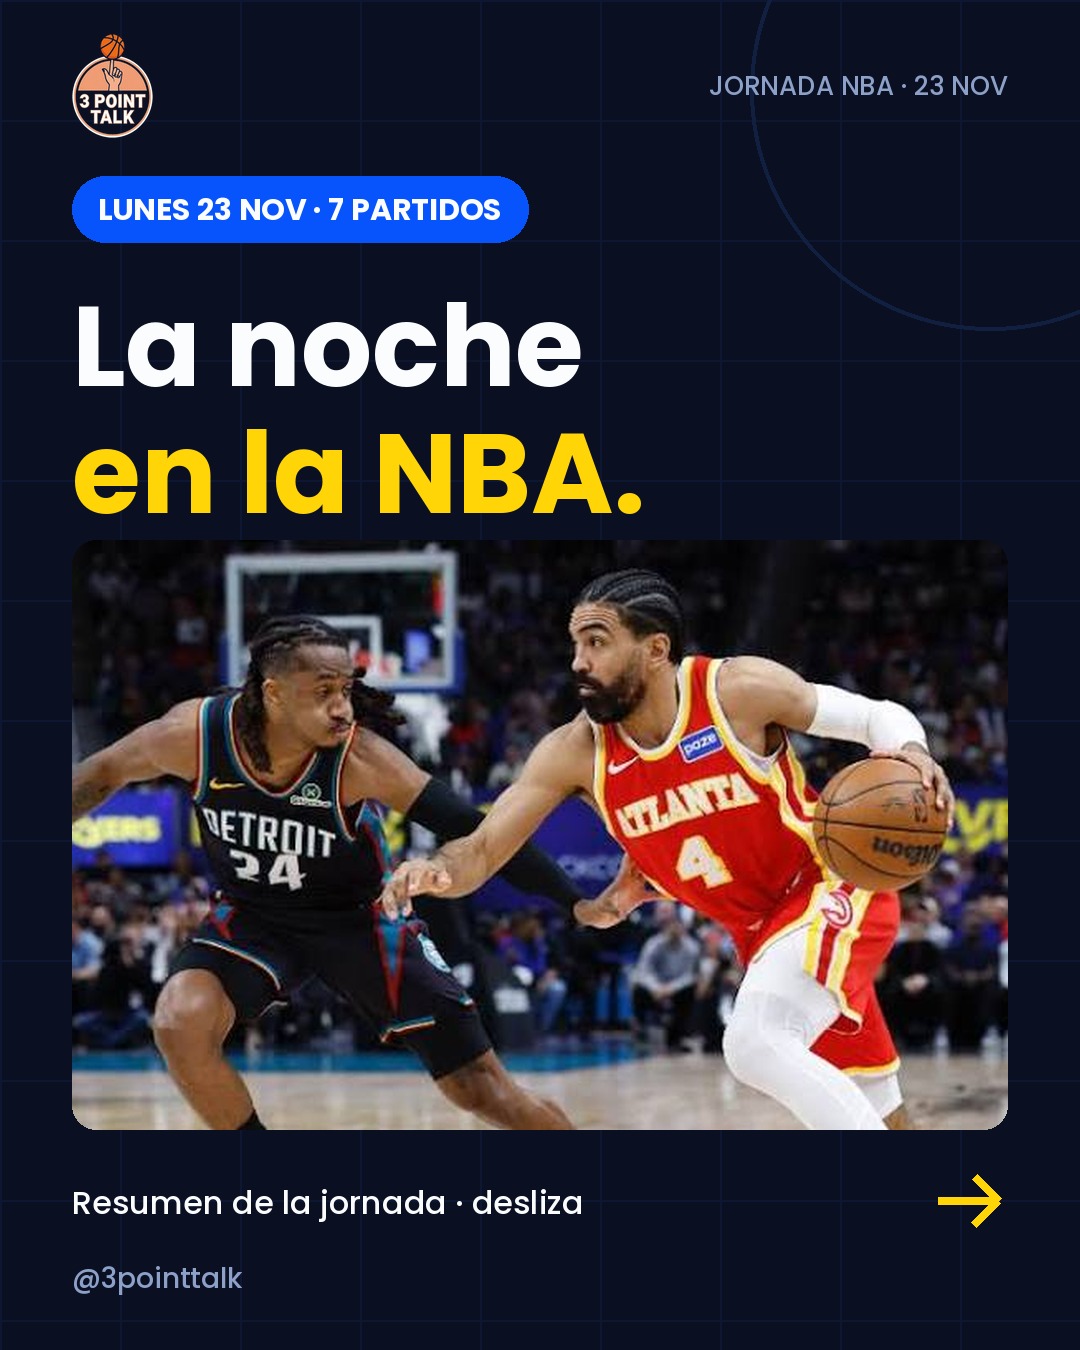 3 POINT
TALK
JORNADA NBA · 23 NOV
LUNES 23 NOV · 7 PARTIDOS
La noche
en la NBA.
paze
DETROIT
24
ATLANTA
4
Resumen de la jornada · desliza
@3pointtalk